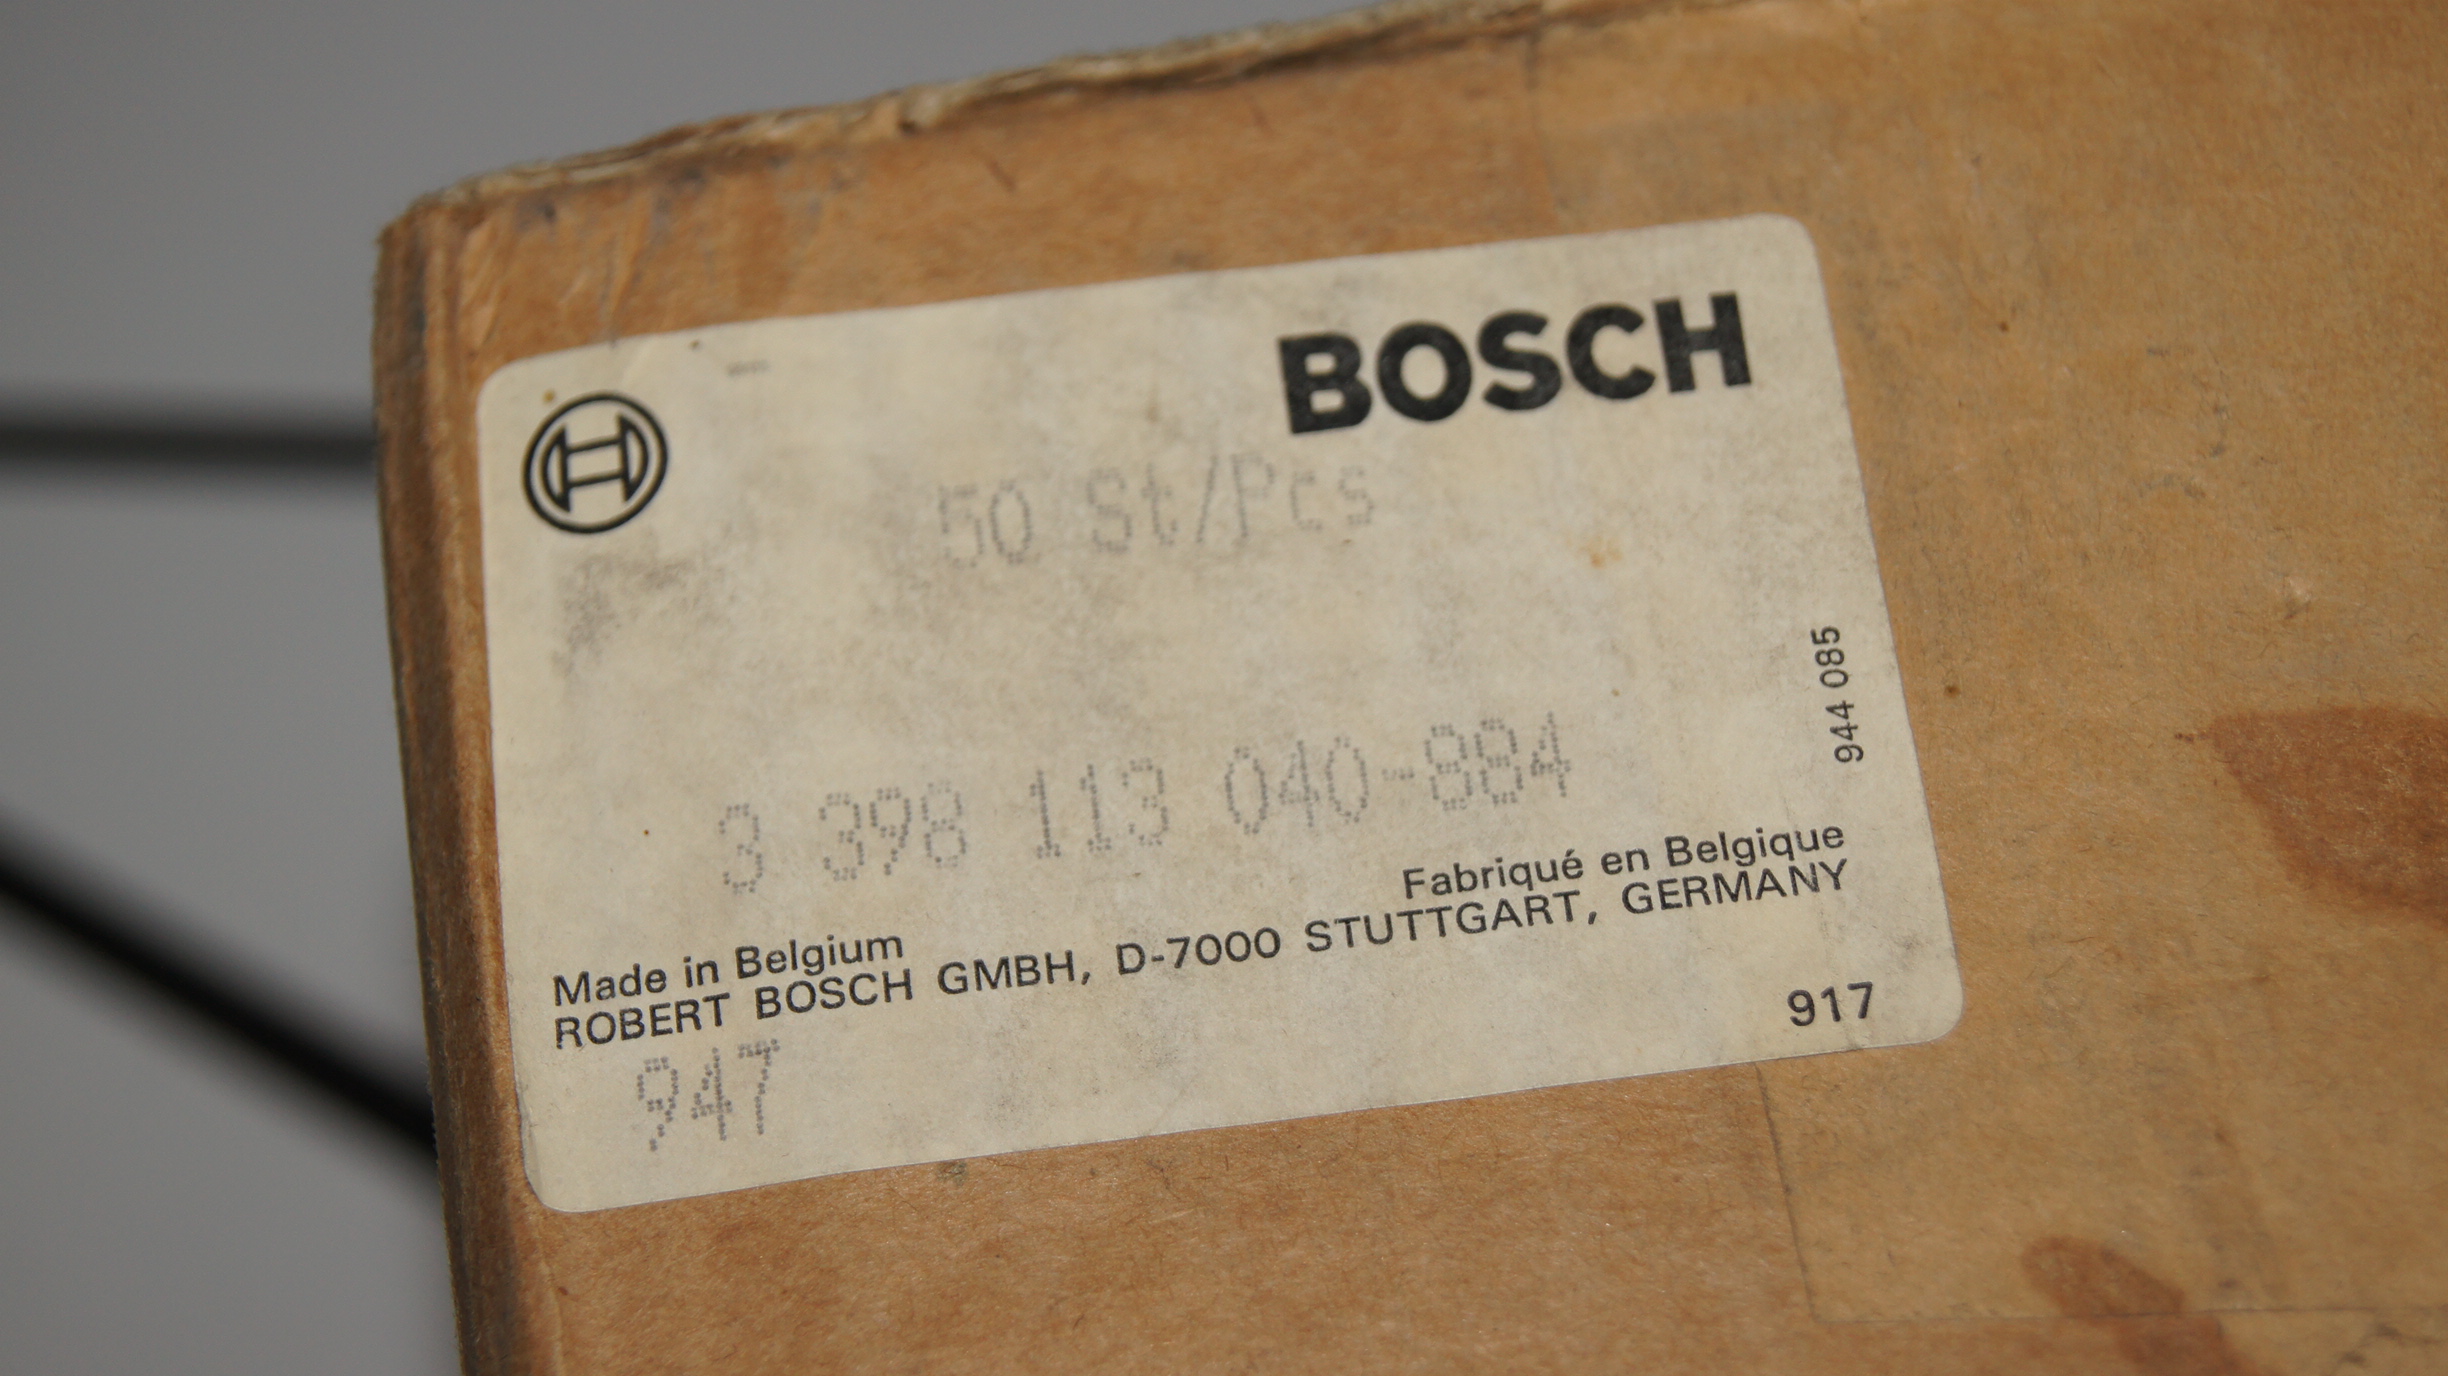 BOSCH
50 St/Pcs
944 085
3 398 113 040-884
Made in Belgium
Fabriqué en Belgique
ROBERT BOSCH GMBH, D-7000 STUTTGART, GERMANY
917
947